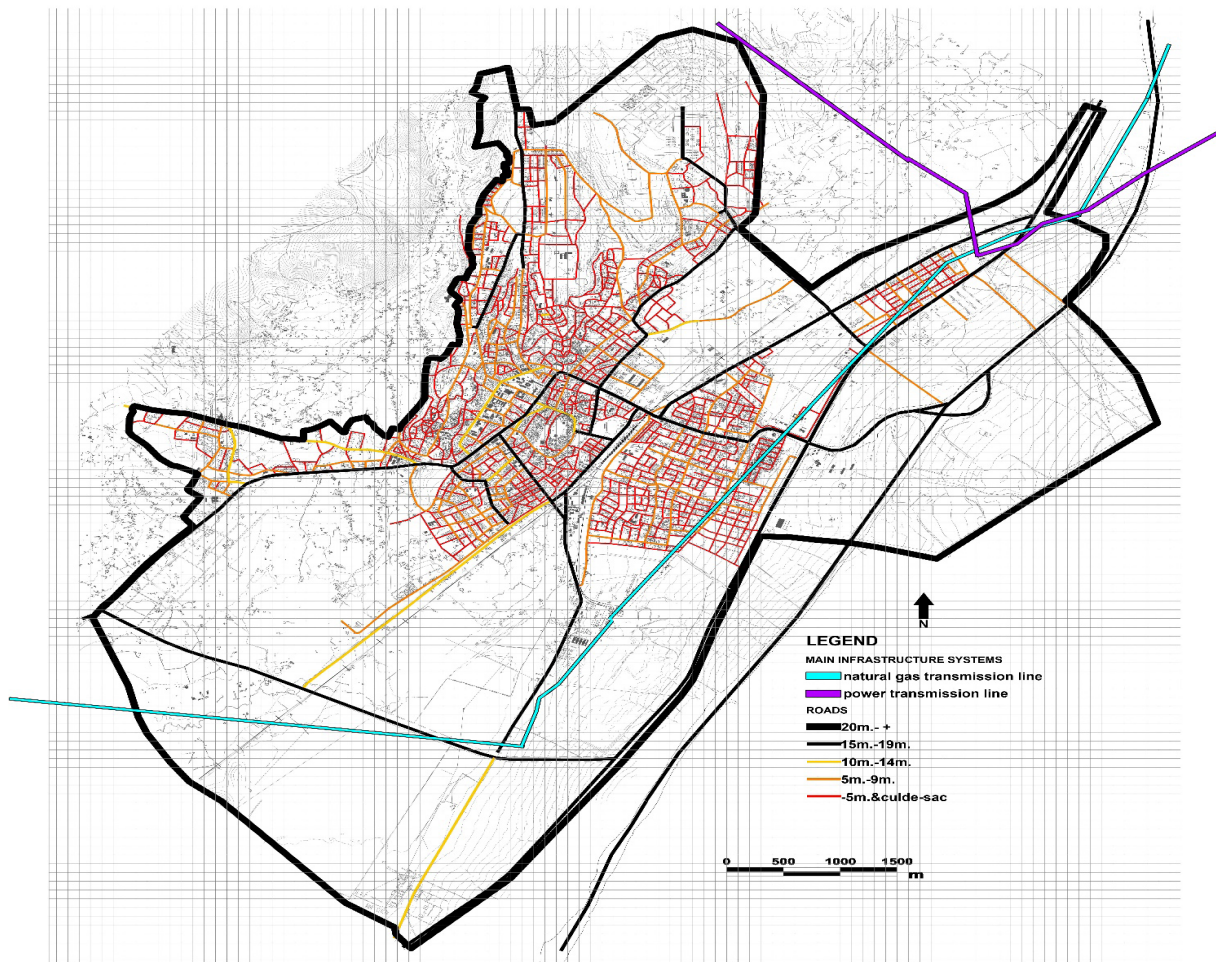 N
LEGEND
MAIN INFRASTRUCTURE SYSTEMS
natural gas transmission line
power transmission line
ROADS
20m.- +
15m.-19m.
10m.-14m.
5m.-9m.
-5m.&culde-sac
0 500 1000 1500
m